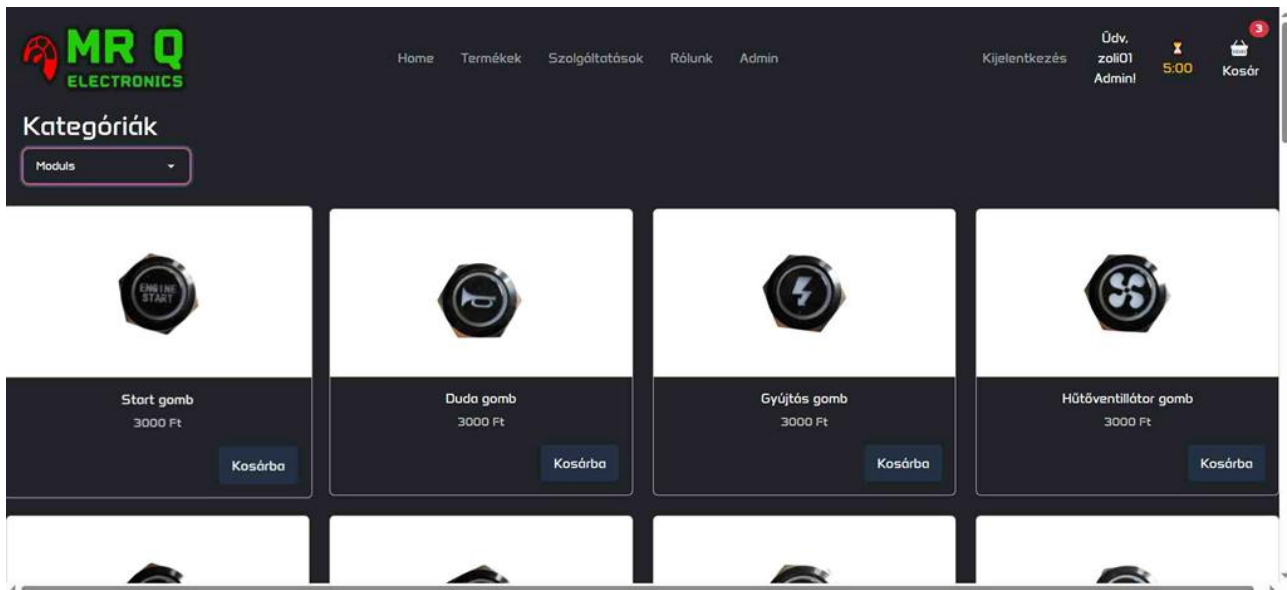 MR Q
ELECTRONICS
Home
Termékek
Szolgáltatások
Rólunk
Admin
Kijelentkezés
Üdv,
zoli01
Admin!
5:00
3
Kosár
Kategóriák
Moduls
ENGINE
START
Start gomb
3000 Ft
Kosárba
Duda gomb
3000 Ft
Kosárba
Gyújtás gomb
3000 Ft
Kosárba
Hűtőventillátor gomb
3000 Ft
Kosárba